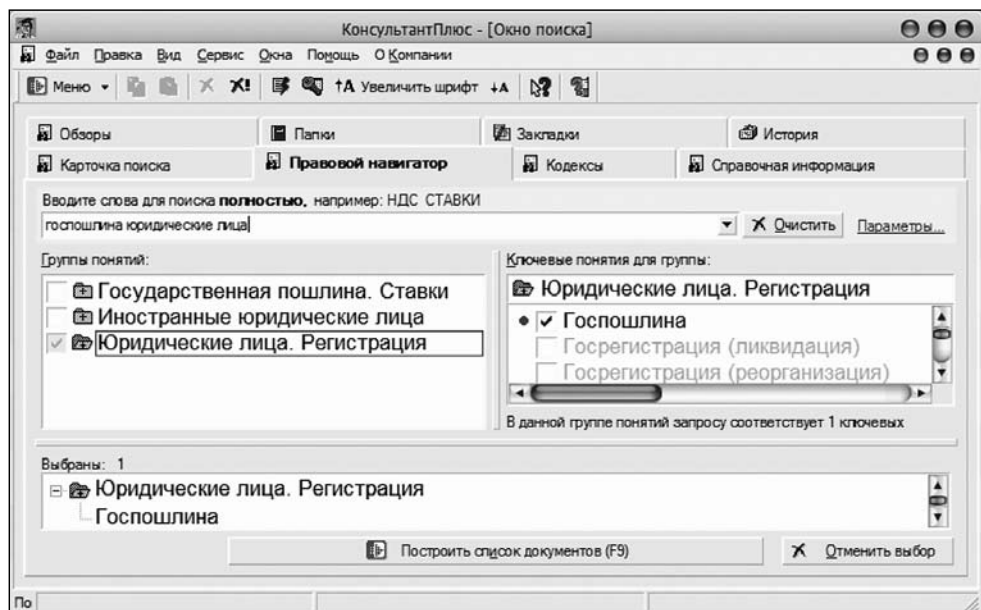 КонсультантПлюс - [Окно поиска]
Файл Правка Вид Сервис Окна Помощь О Компании
Меню Увеличить шрифт
Обзоры Папки Закладки История
Карточка поиска Правовой навигатор Кодексы Справочная информация
Вводите слова для поиска полностью, например: НДС СТАВКИ
госпошлина юридические лица Очистить Параметры...
Группы понятий: Ключевые понятия для группы:
Юридические лица. Регистрация
Государственная пошлина. Ставки
Иностранные юридические лица
Юридические лица. Регистрация
Госпошлина
Госрегистрация (ликвидация)
Госрегистрация (реорганизация)
В данной группе понятий запросу соответствует 1 ключевых
Выбраны: 1
Юридические лица. Регистрация
Госпошлина
Построить список документов (F9) Отменить выбор
По